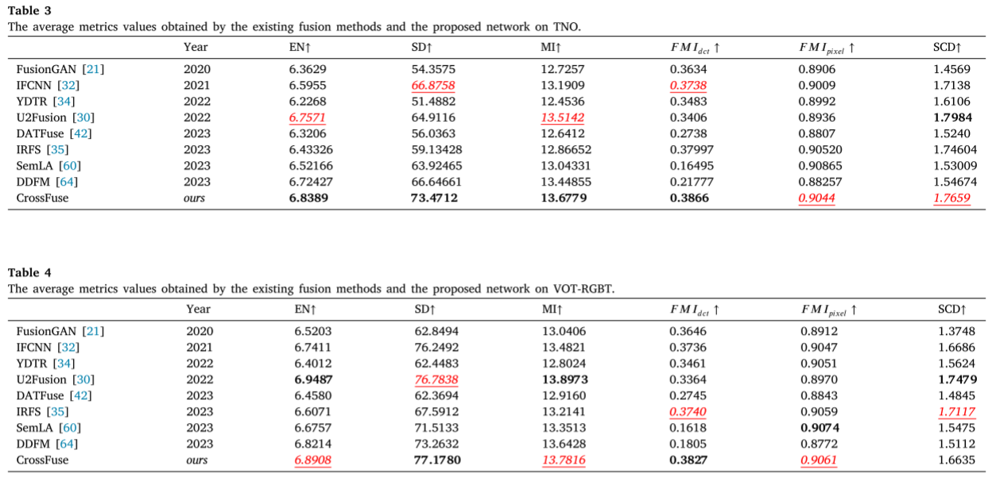 Table 3
The average metrics values obtained by the existing fusion methods and the proposed network on TNO.
Year EN↑ SD↑ MI↑ FMI_dct ↑ FMI_pixel ↑ SCD↑
FusionGAN [21] 2020 6.3629 54.3575 12.7257 0.3634 0.8906 1.4569
IFCNN [32] 2021 6.5955 66.8758 13.1909 0.3738 0.9009 1.7138
YDTR [34] 2022 6.2268 51.4882 12.4536 0.3483 0.8992 1.6106
U2Fusion [30] 2022 6.7571 64.9116 13.5142 0.3406 0.8936 1.7984
DATFuse [42] 2023 6.3206 56.0363 12.6412 0.2738 0.8807 1.5240
IRFS [35] 2023 6.43326 59.13428 12.86652 0.37997 0.90520 1.74604
SemLA [60] 2023 6.52166 63.92465 13.04331 0.16495 0.90865 1.53009
DDFM [64] 2023 6.72427 66.64661 13.44855 0.21777 0.88257 1.54674
CrossFuse ours 6.8389 73.4712 13.6779 0.3866 0.9044 1.7659
Table 4
The average metrics values obtained by the existing fusion methods and the proposed network on VOT-RGBT.
Year EN↑ SD↑ MI↑ FMI_dct ↑ FMI_pixel ↑ SCD↑
FusionGAN [21] 2020 6.5203 62.8494 13.0406 0.3646 0.8912 1.3748
IFCNN [32] 2021 6.7411 76.2492 13.4821 0.3736 0.9047 1.6686
YDTR [34] 2022 6.4012 62.4483 12.8024 0.3461 0.9051 1.5624
U2Fusion [30] 2022 6.9487 76.7838 13.8973 0.3364 0.8970 1.7479
DATFuse [42] 2023 6.4580 62.3694 12.9160 0.2745 0.8843 1.4845
IRFS [35] 2023 6.6071 67.5912 13.2141 0.3740 0.9059 1.7117
SemLA [60] 2023 6.6757 71.5133 13.3513 0.1618 0.9074 1.5475
DDFM [64] 2023 6.8214 73.2632 13.6428 0.1805 0.8772 1.5112
CrossFuse ours 6.8908 77.1780 13.7816 0.3827 0.9061 1.6635